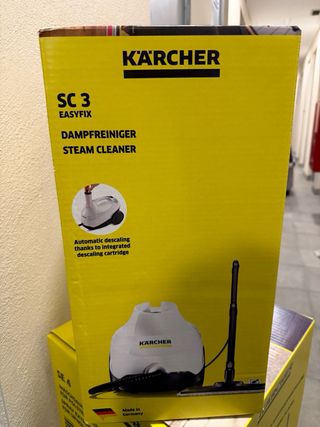 KÄRCHER
SC 3
EASYFIX
DAMPFREINIGER
STEAM CLEANER
Automatic descaling
thanks to integrated
descaling cartridge
KÄRCHER
Made in
Germany